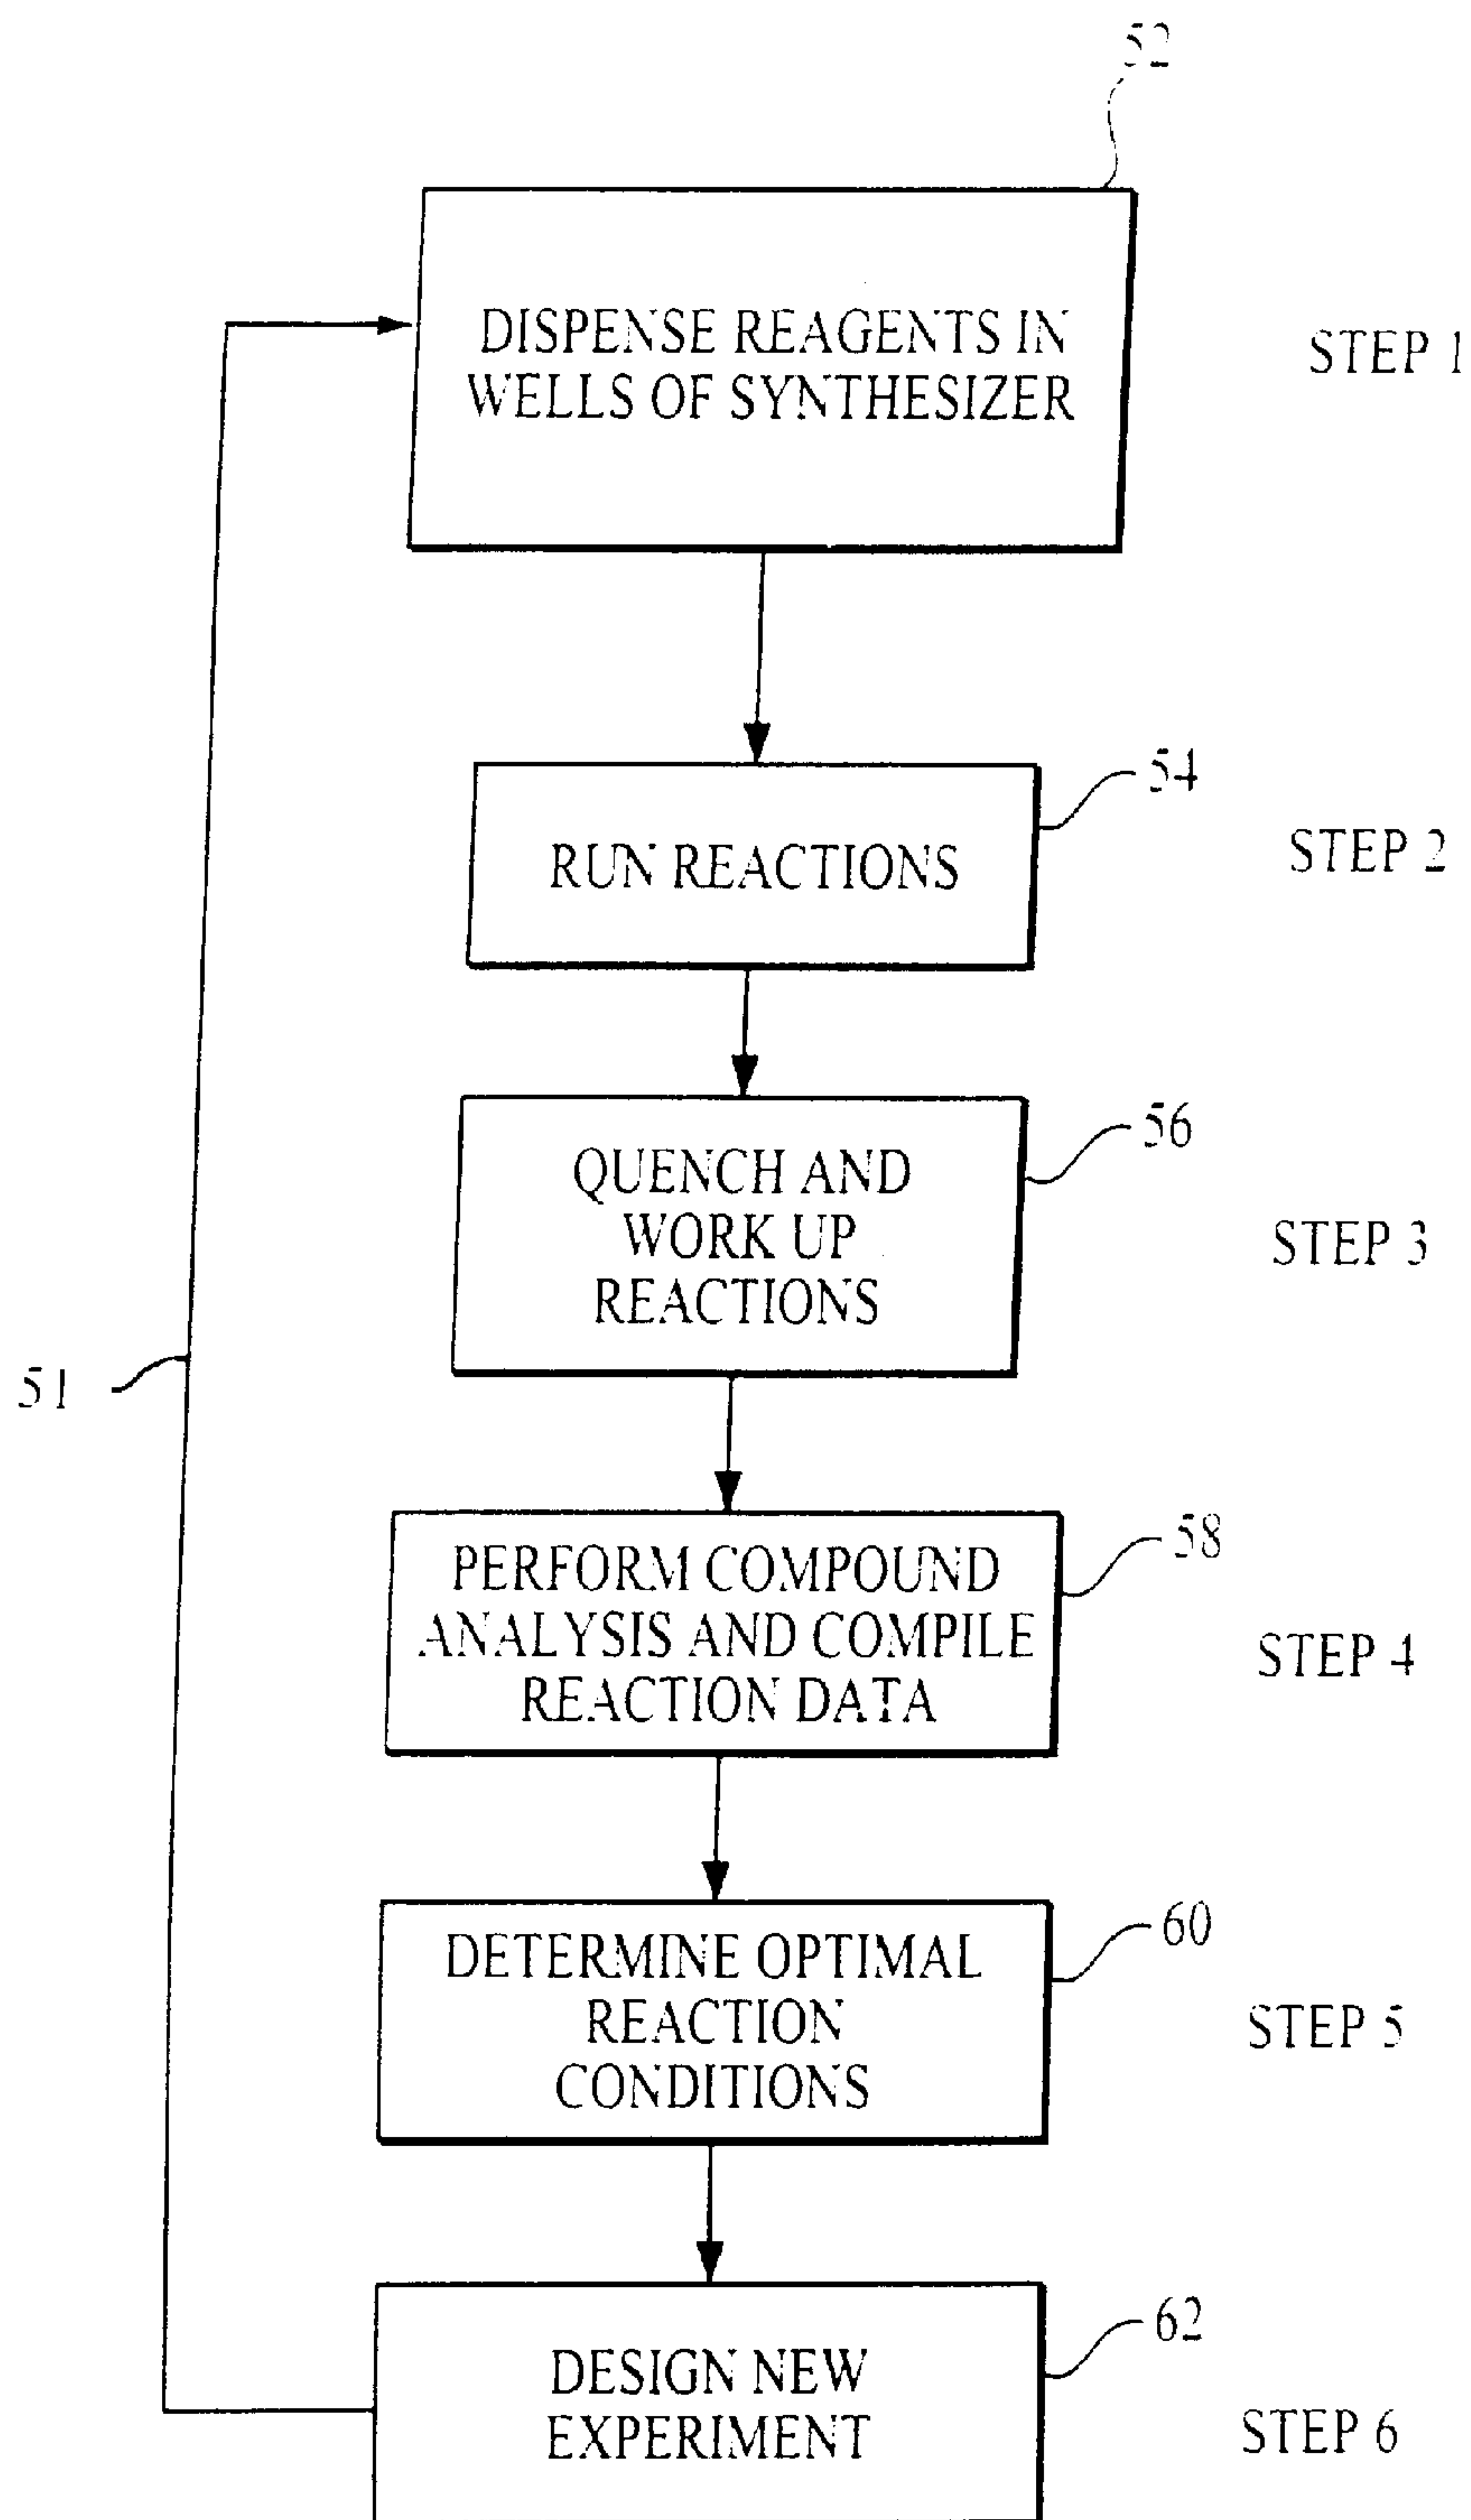 52
DISPENSE REAGENTS IN
WELLS OF SYNTHESIZER
STEP 1
54
RUN REACTIONS
STEP 2
56
QUENCH AND
WORK UP
REACTIONS
STEP 3
51
58
PERFORM COMPOUND
ANALYSIS AND COMPILE
REACTION DATA
STEP 4
60
DETERMINE OPTIMAL
REACTION
CONDITIONS
STEP 5
62
DESIGN NEW
EXPERIMENT
STEP 6